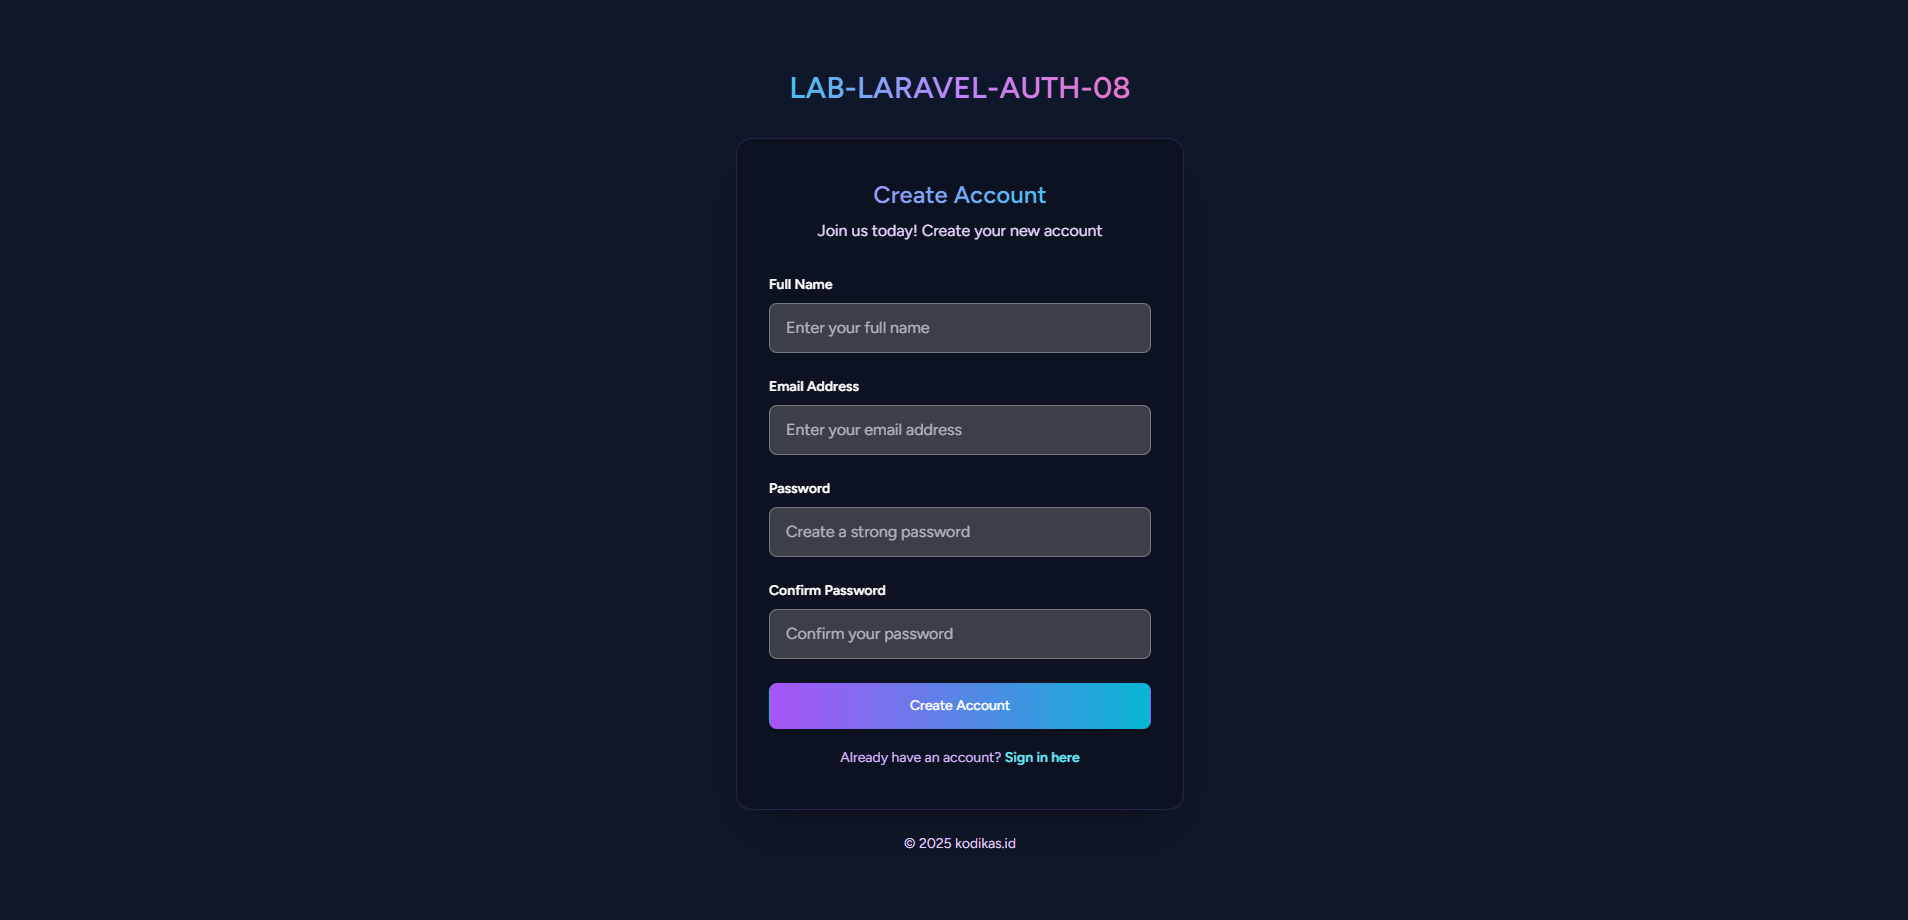 LAB-LARAVEL-AUTH-08
Create Account
Join us today! Create your new account
Full Name
Enter your full name
Email Address
Enter your email address
Password
Create a strong password
Confirm Password
Confirm your password
Create Account
Already have an account? Sign in here
© 2025 kodikas.id